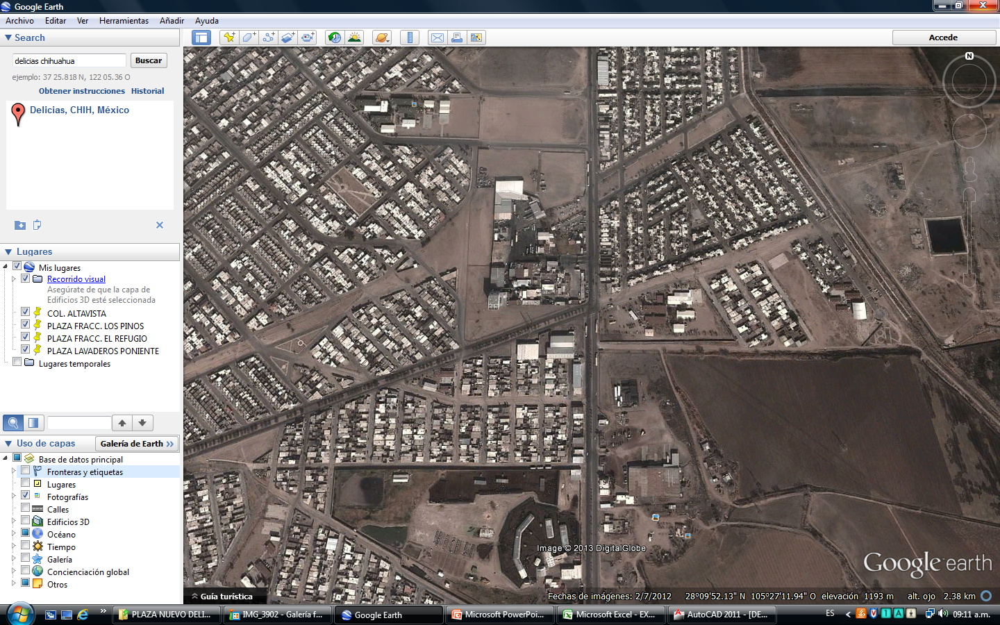 Google Earth
Archivo Editar Ver Herramientas Añadir Ayuda
Search
delicias chihuahua
Buscar
ejemplo: 37 25.818 N, 122 05.36 O
Obtener instrucciones Historial
Delicias, CHIH, México
Lugares
Mis lugares
Recorrido visual
Asegúrate de que la capa de
Edificios 3D esté seleccionada
COL. ALTAVISTA
PLAZA FRACC. LOS PINOS
PLAZA FRACC. EL REFUGIO
PLAZA LAVADEROS PONIENTE
Lugares temporales
Uso de capas
Galería de Earth »
Base de datos principal
Fronteras y etiquetas
Lugares
Fotografías
Calles
Edificios 3D
Océano
Tiempo
Galería
Concienciación global
Otros
Accede
N
Image © 2013 DigitalGlobe
Google earth
Guía turística
Fechas de imágenes: 2/7/2012 28°09'52.13" N 105°27'11.94" O elevación 1193 m alt. ojo 2.38 km
PLAZA NUEVO DELI...
IMG_3902 - Galería f...
Google Earth
Microsoft PowerPoi...
Microsoft Excel - EX...
AutoCAD 2011 - [DE...
ES
09:11 a.m.